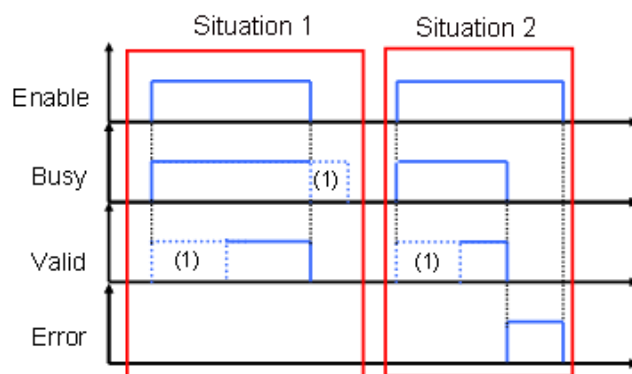 Situation 1
Situation 2
Enable
Busy
(1)
Valid
(1)
(1)
Error